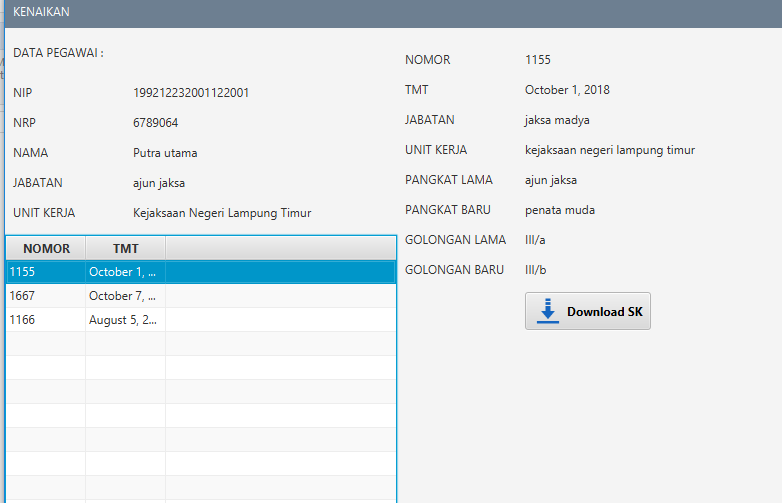 KENAIKAN
DATA PEGAWAI :
NIP 199212232001122001
NRP 6789064
NAMA Putra utama
JABATAN ajun jaksa
UNIT KERJA Kejaksaan Negeri Lampung Timur
NOMOR TMT
1155 October 1, ...
1667 October 7, ...
1166 August 5, 2...
NOMOR 1155
TMT October 1, 2018
JABATAN jaksa madya
UNIT KERJA kejaksaan negeri lampung timur
PANGKAT LAMA ajun jaksa
PANGKAT BARU penata muda
GOLONGAN LAMA III/a
GOLONGAN BARU III/b
Download SK